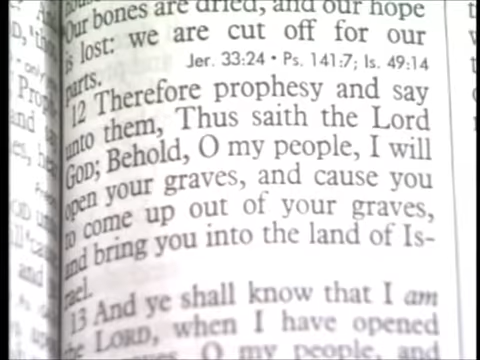 Our bones are dried, and our hope
is lost: we are cut off for our
Jer. 33:24 • Ps. 141:7; Is. 49:14
parts.
12 Therefore prophesy and say
unto them, Thus saith the Lord
GOD; Behold, O my people, I will
open your graves, and cause you
to come up out of your graves,
and bring you into the land of Is-
rael.
13 And ye shall know that I am
the LORD, when I have opened
graves, O my people, and